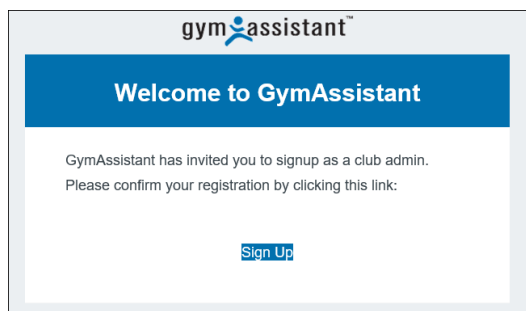 gymassistant™
Welcome to GymAssistant
GymAssistant has invited you to signup as a club admin.
Please confirm your registration by clicking this link:
Sign Up